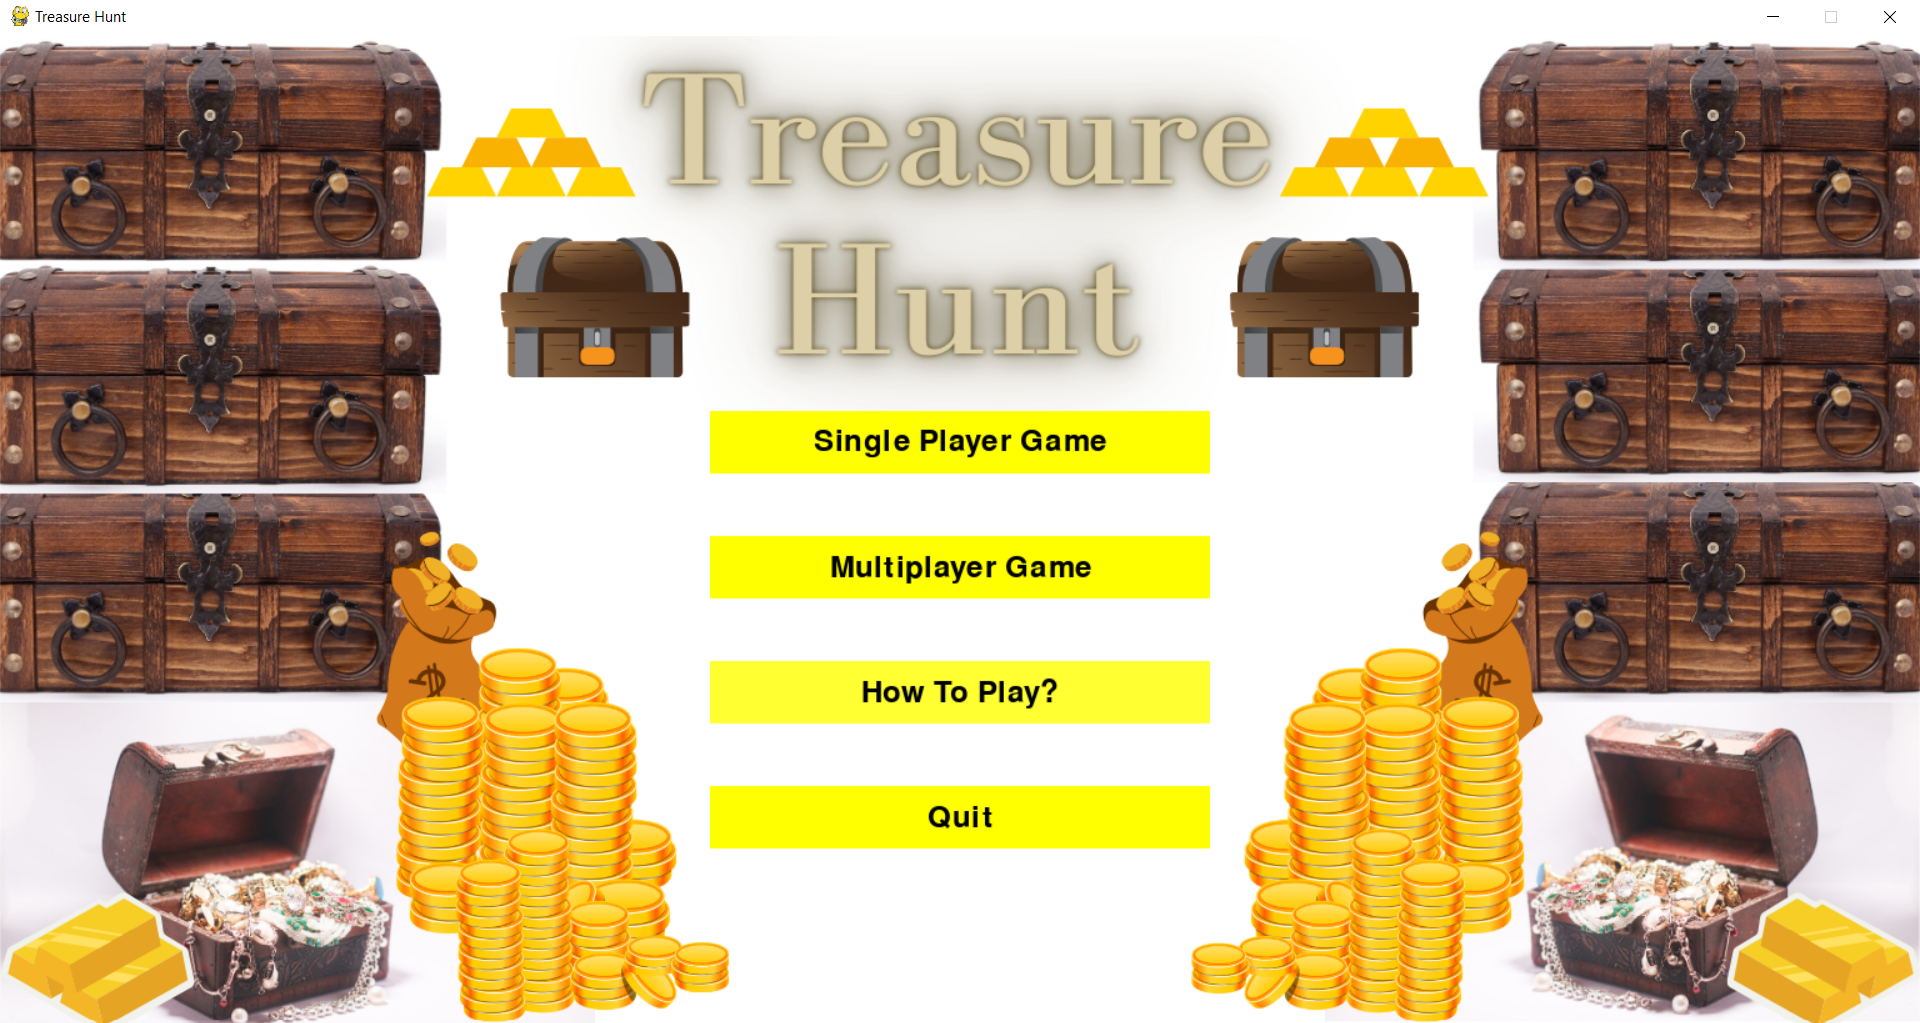 Treasure Hunt
Treasure
Hunt
Single Player Game
Multiplayer Game
How To Play?
Quit